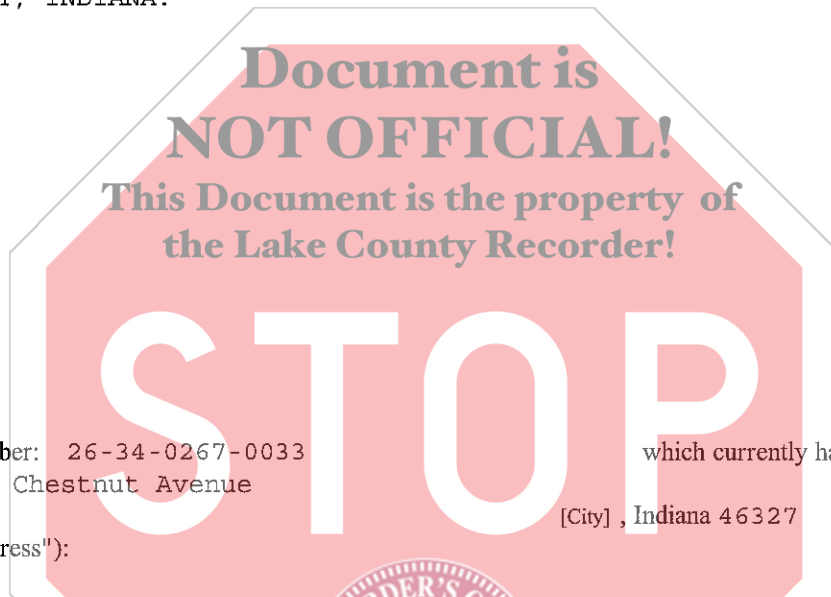 INDIANA.
Document is
NOT OFFICIAL!
This Document is the property of
the Lake County Recorder!
STOP
ber: 26-34-0267-0033 which currently ha
Chestnut Avenue
[City] , Indiana 46327
ress"):
DER'S